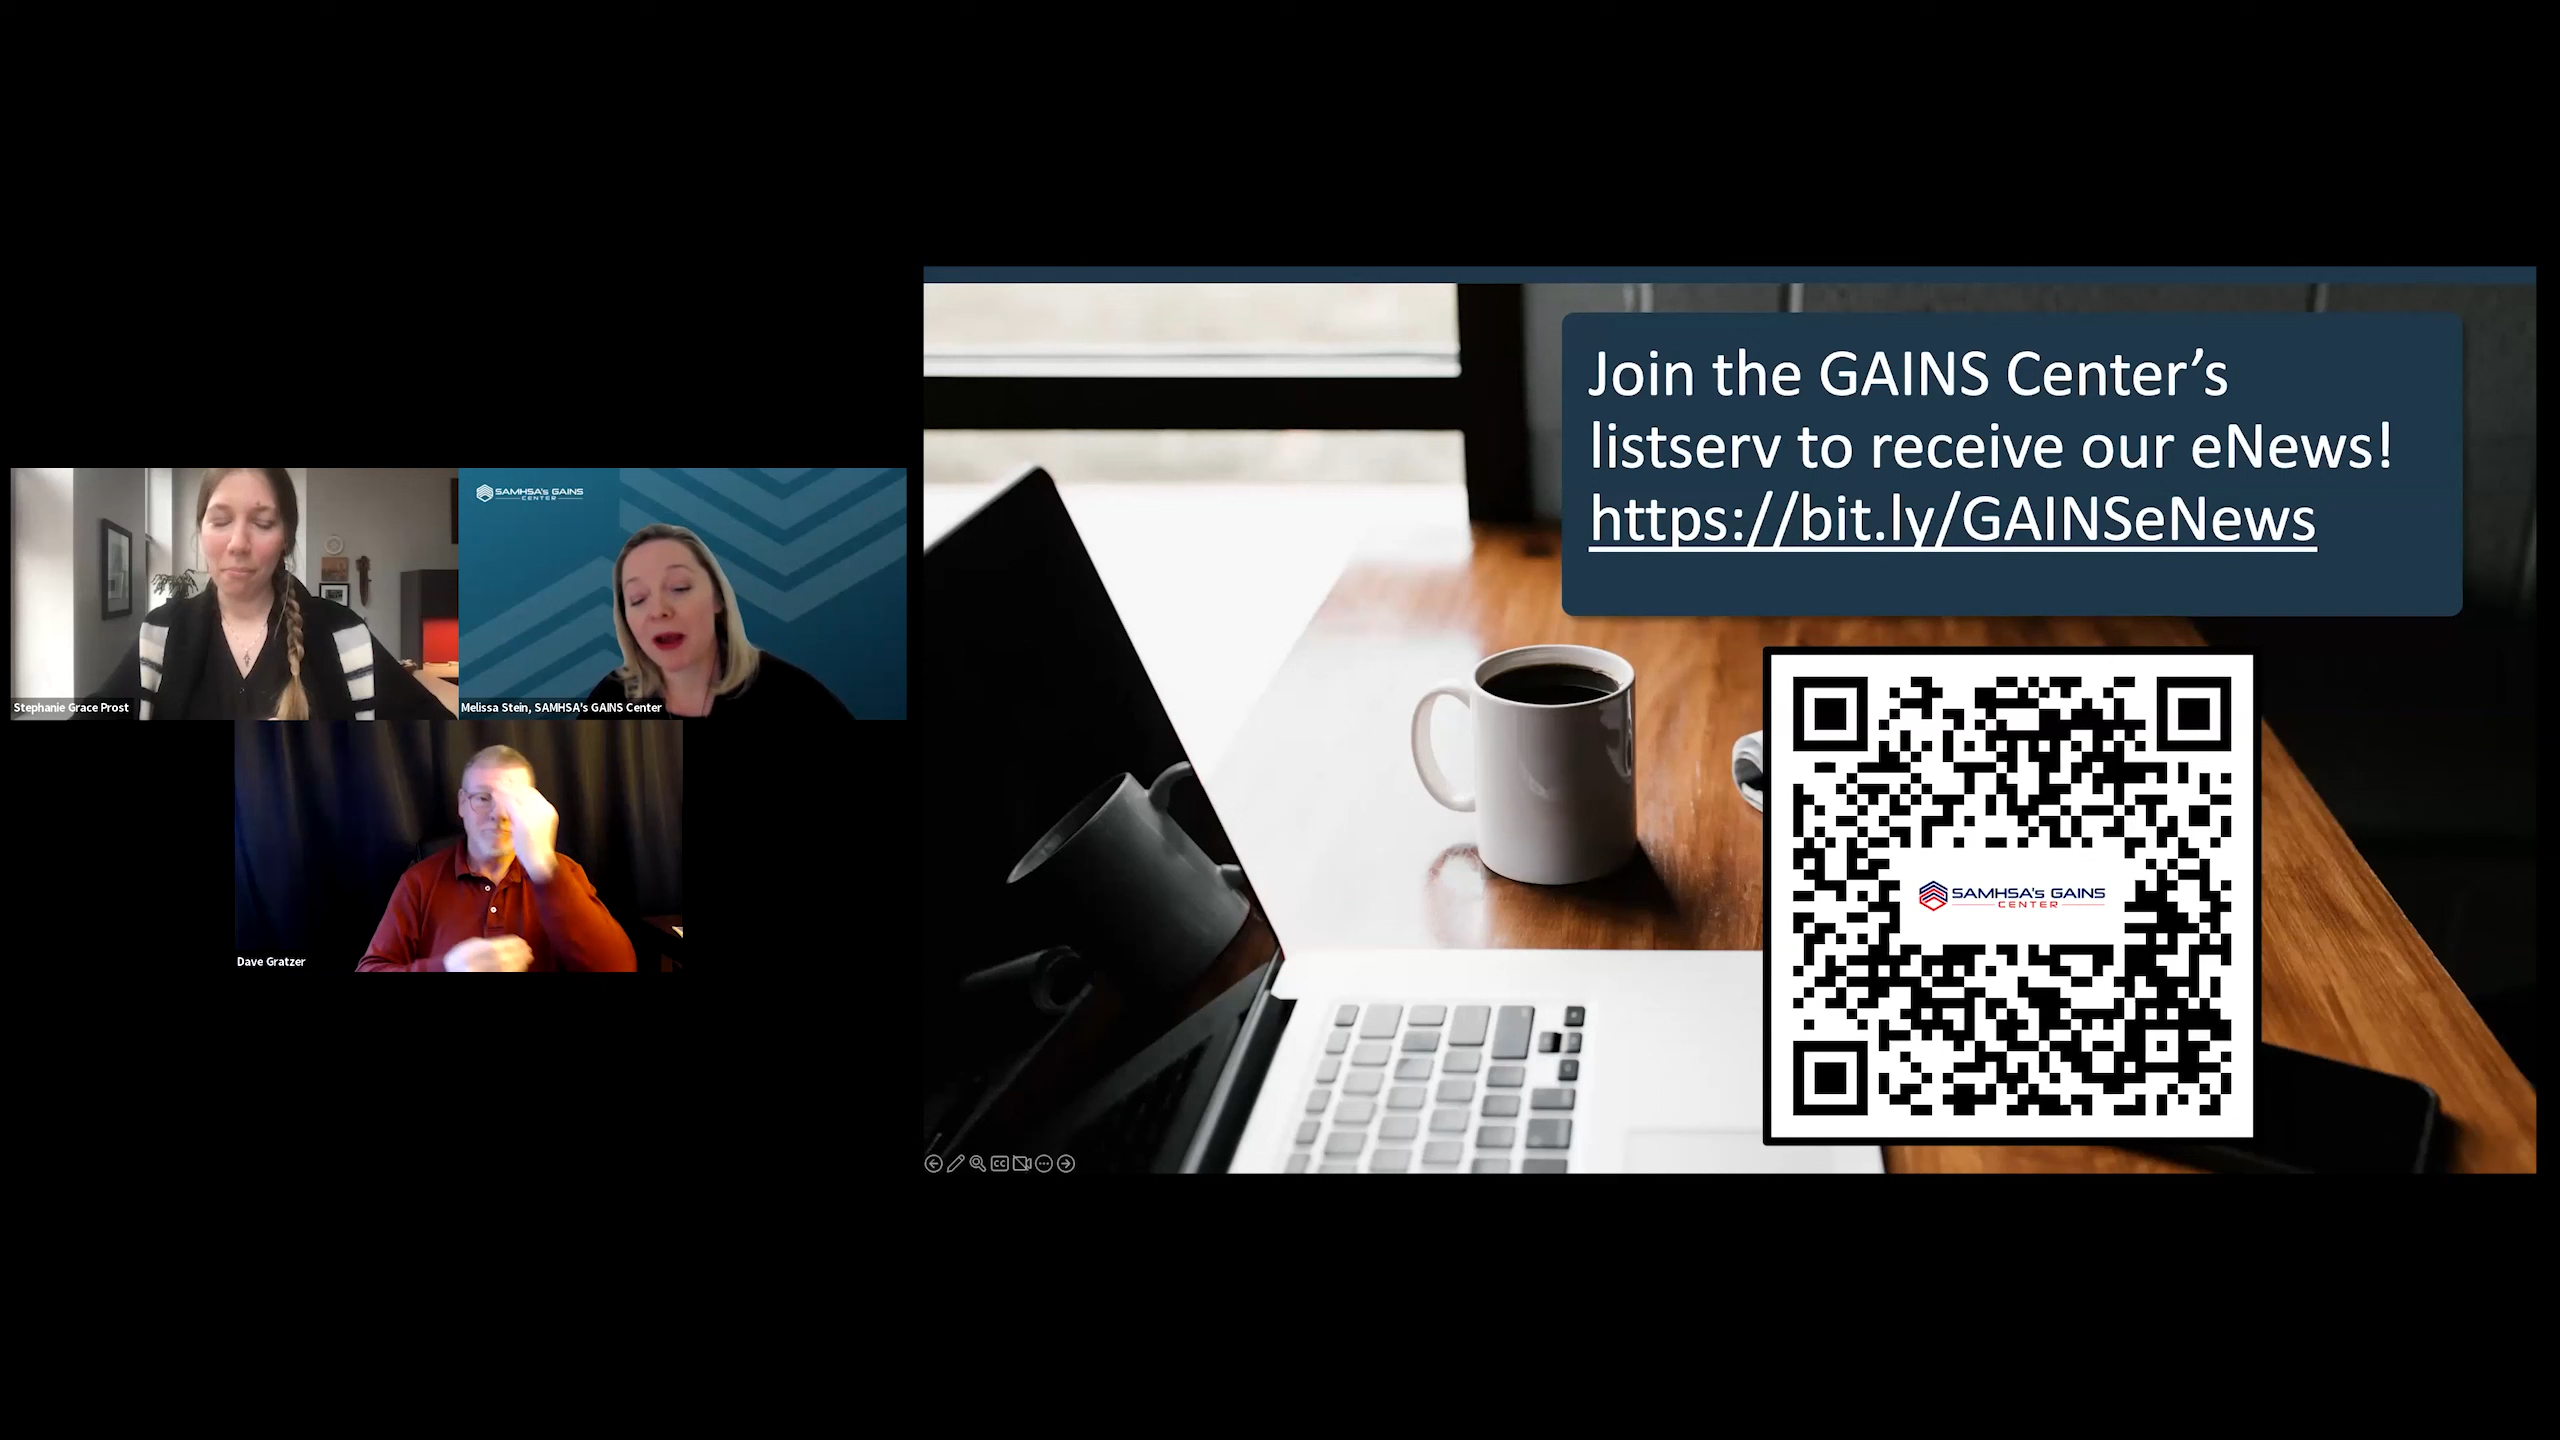 Join the GAINS Center’s
listserv to receive our eNews!
https://bit.ly/GAINSeNews
SAMHSA's GAINS
CENTER
Stephanie Grace Prost
Melissa Stein, SAMHSA's GAINS Center
Dave Gratzer
SAMHSA's GAINS
CENTER
CC